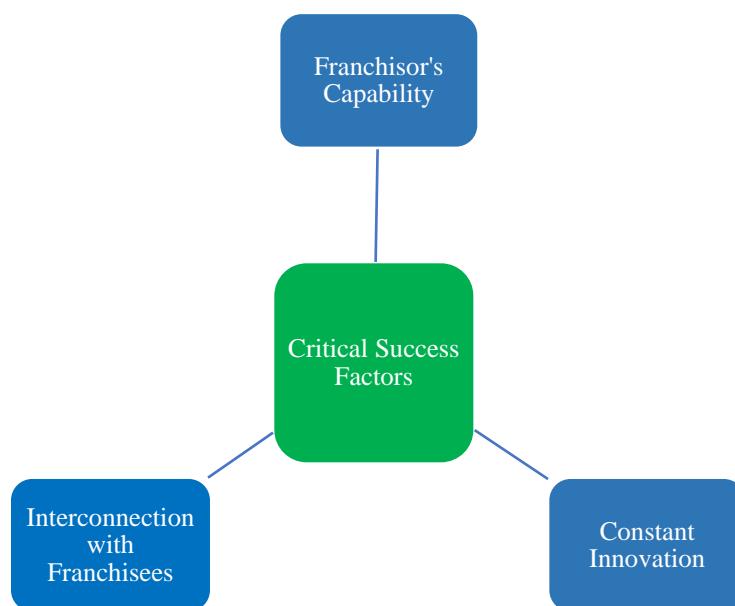 Franchisor's
Capability
Critical Success
Factors
Interconnection
with
Franchisees
Constant
Innovation